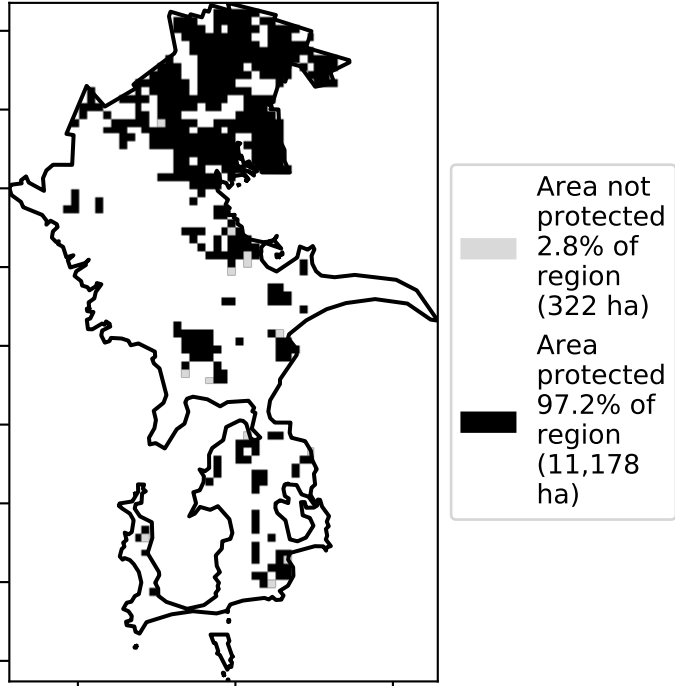 Area not
protected
2.8% of
region
(322 ha)
Area
protected
97.2% of
region
(11,178
ha)